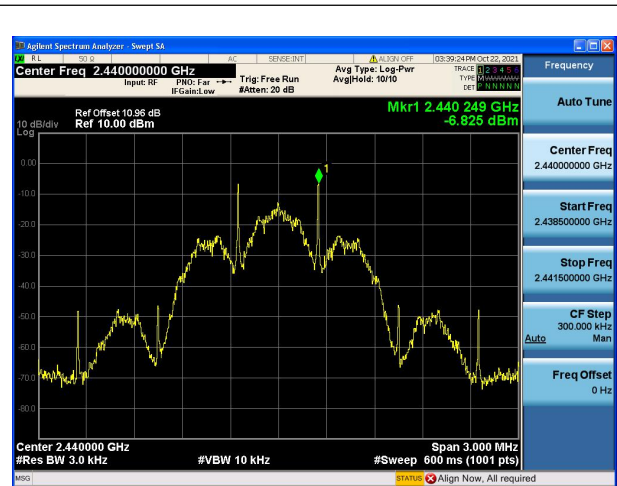 Agilent Spectrum Analyzer - Swept SA
RL 50 Ω AC SENSE:INT ALIGN OFF 03:39:24 PM Oct 22, 2021
Center Freq 2.440000000 GHz
Input: RF PNO: Far Trig: Free Run Avg Type: Log-Pwr TRACE 1 2 3 4 5 6
IFGain:Low #Atten: 20 dB Avg|Hold: 10/10 TYPE
DET P N N N N N
Frequency
Mkr1 2.440 249 GHz
-6.825 dBm
Ref Offset 10.96 dB
10 dB/div Ref 10.00 dBm
Log
1
0.00
-10.0
-20.0
-30.0
-40.0
-50.0
-60.0
-70.0
-80.0
Center 2.440000 GHz Span 3.000 MHz
#Res BW 3.0 kHz #VBW 10 kHz #Sweep 600 ms (1001 pts)
Auto Tune
Center Freq
2.440000000 GHz
Start Freq
2.438500000 GHz
Stop Freq
2.441500000 GHz
CF Step
300.000 kHz
Auto Man
Freq Offset
0 Hz
MSG STATUS Align Now, All required